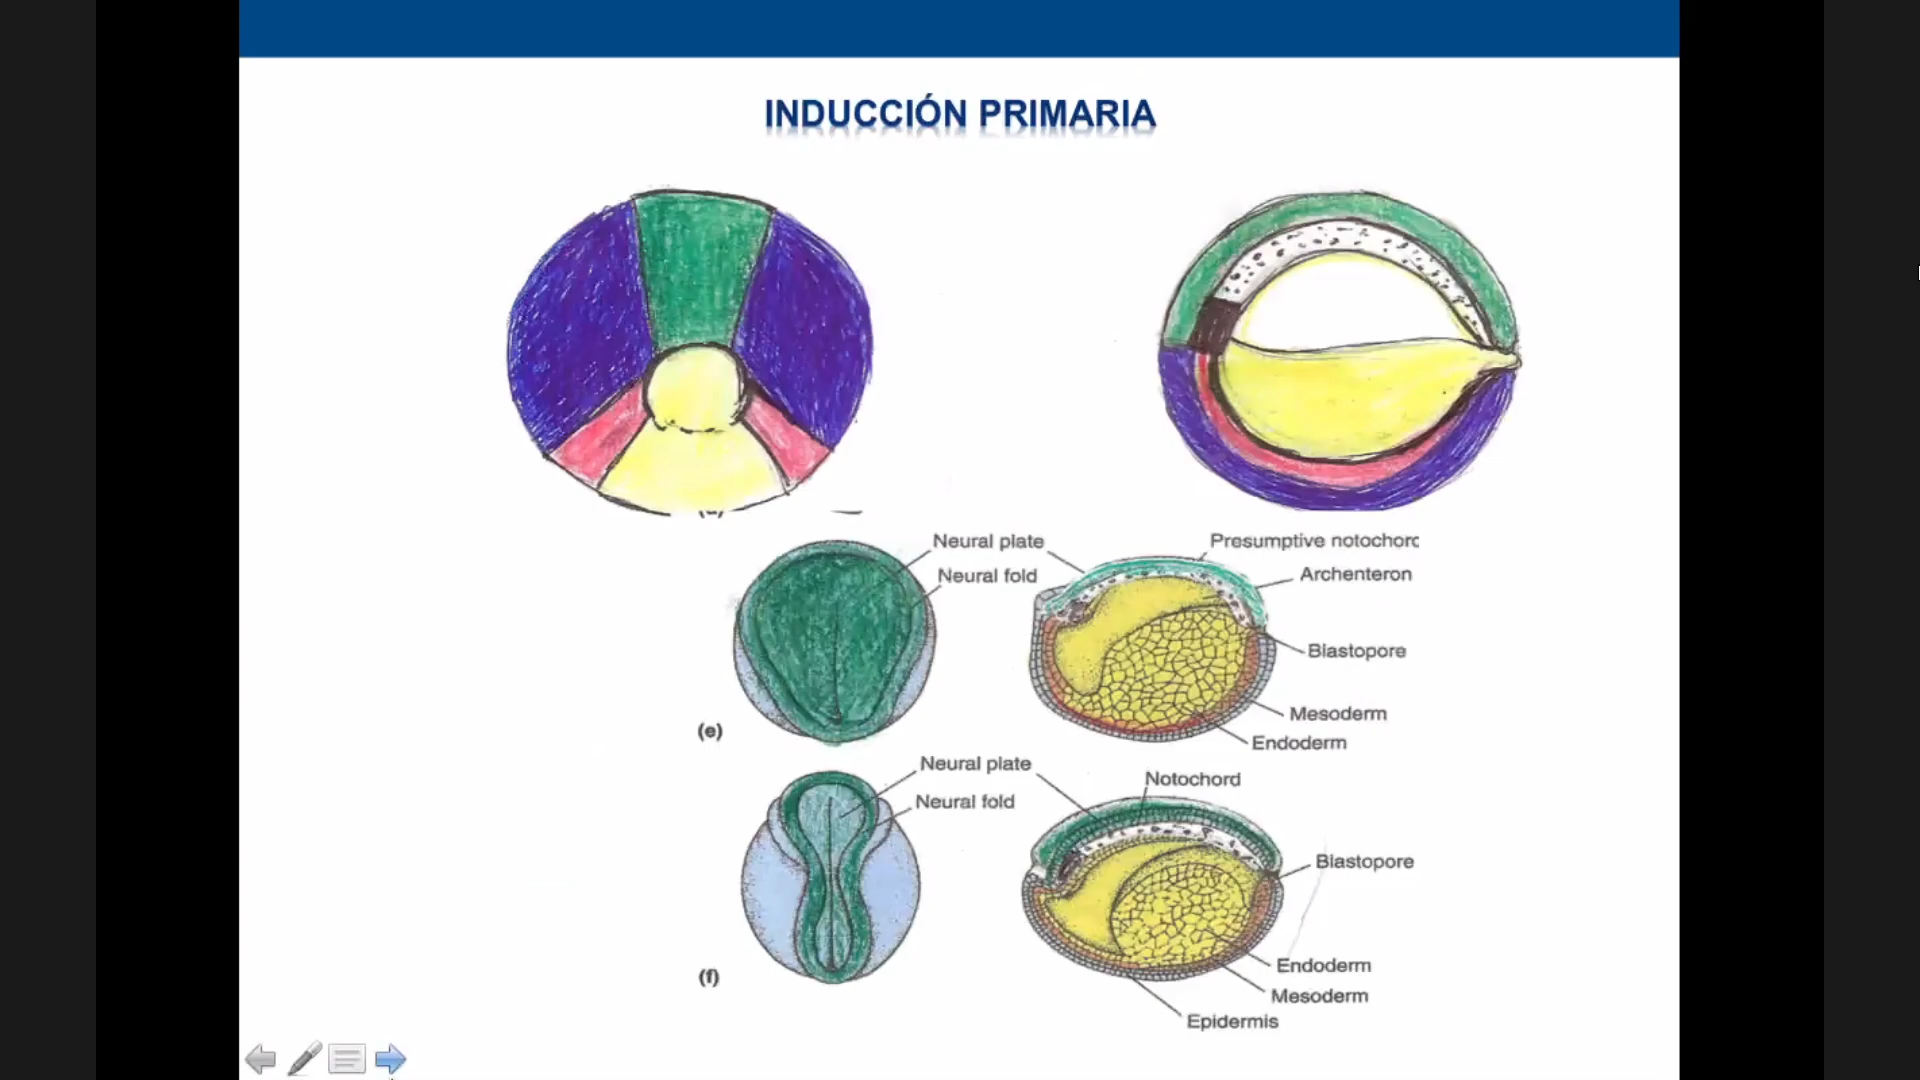 INDUCCIÓN PRIMARIA
Neural plate
Neural fold
Presumptive notochord
Archenteron
Blastopore
Mesoderm
Endoderm
(e)
Neural plate
Neural fold
Notochord
Blastopore
Endoderm
Mesoderm
Epidermis
(f)